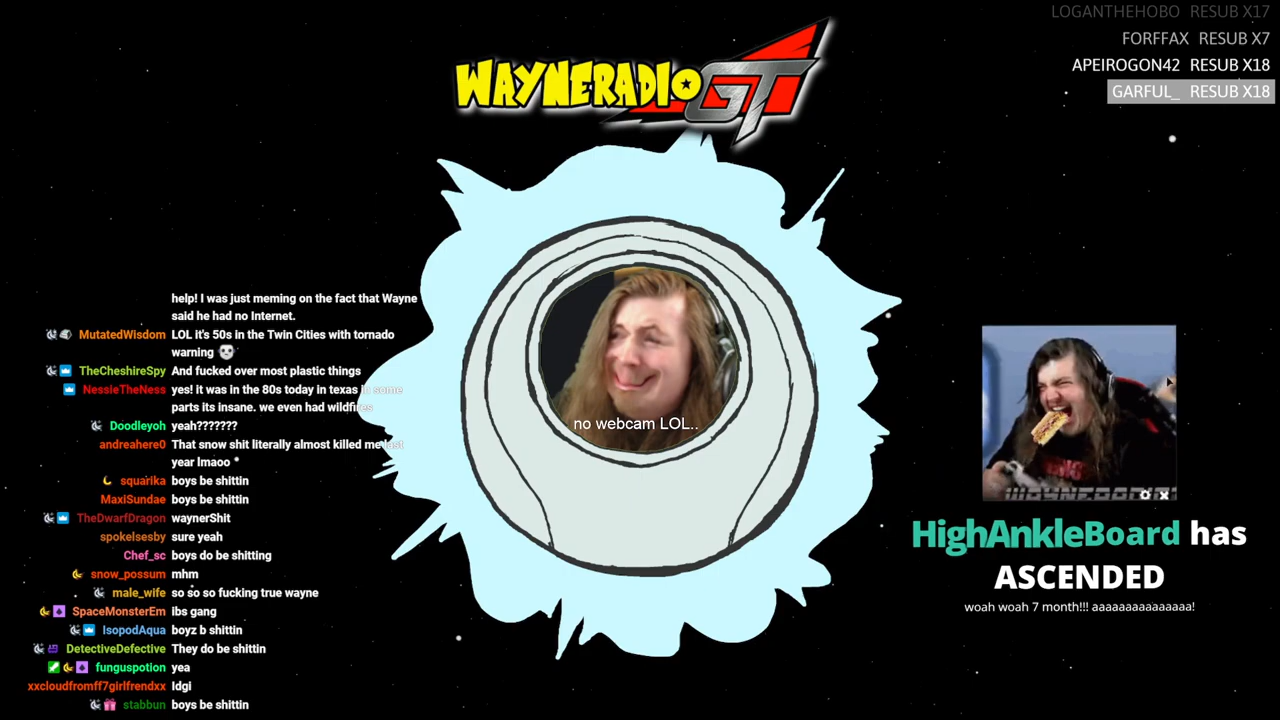 LOGANTHEHOBO RESUB X17
FORFFAX RESUB X7
APEIROGON42 RESUB X18
GARFUL_ RESUB X18
WAYNERADIO GT
help! I was just meming on the fact that Wayne
said he had no Internet.
MutatedWisdom LOL it's 50s in the Twin Cities with tornado
warning
TheCheshireSpy And fucked over most plastic things
NessieTheNess yes! it was in the 80s today in texas in some
parts its insane. we even had wildfires
Doodleyoh yeah???????
andreahere0 That snow shit literally almost killed me last
year lmaoo *
squarika boys be shittin
MaxiSundae boys be shittin
TheDwarfDragon waynerShit
spokelsesby sure yeah
Chef_sc boys do be shitting
snow_possum mhm
male_wife so so so fucking true wayne
SpaceMonsterEm ibs gang
IsopodAqua boyz b shittin
DetectiveDefective They do be shittin
funguspotion yea
xxcloudfromff7girlfrendxx Idgi
stabbun boys be shittin
no webcam LOL..
HighAnkleBoard has
ASCENDED
woah woah 7 month!!! aaaaaaaaaaaaaaa!